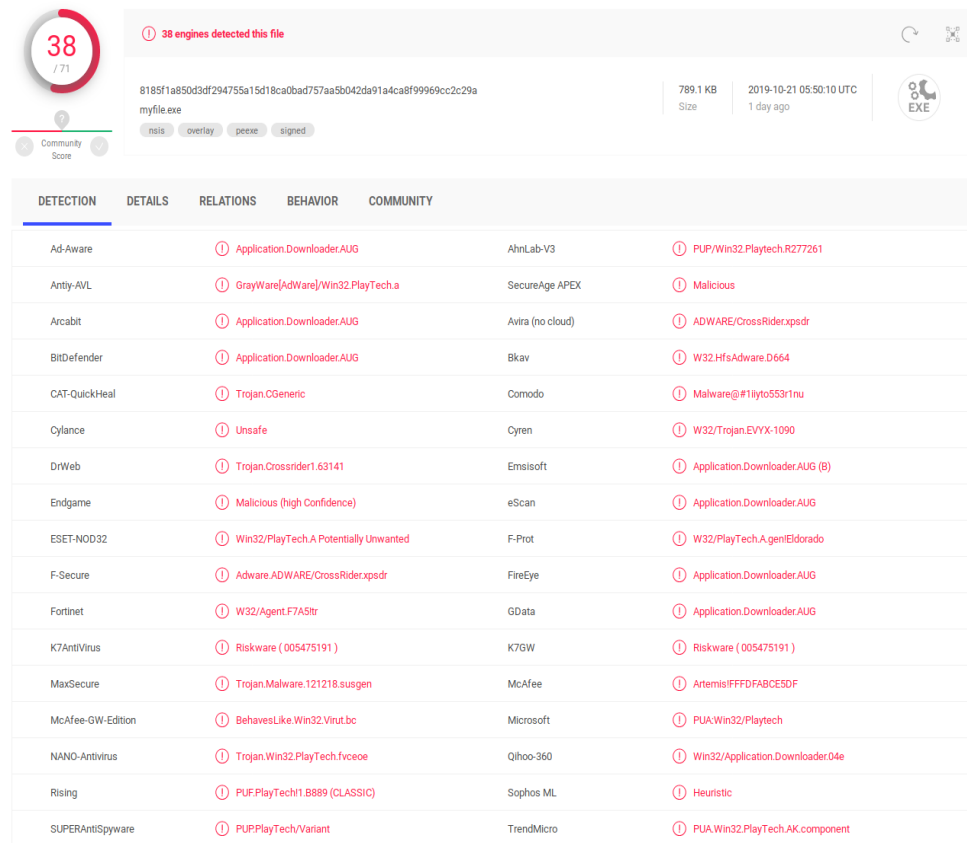 38
/ 71
38 engines detected this file
8185f1a850d3df294755a15d18ca0bad757aa5b042da91a4ca8f99969cc2c29a
myfile.exe
nsis overlay peexe signed
789.1 KB
Size
2019-10-21 05:50:10 UTC
1 day ago
EXE
?
Community
Score
DETECTION DETAILS RELATIONS BEHAVIOR COMMUNITY
Ad-Aware Application.Downloader.AUG AhnLab-V3 PUP/Win32.Playtech.R277261
Antiy-AVL GrayWare[AdWare]/Win32.PlayTech.a SecureAge APEX Malicious
Arcabit Application.Downloader.AUG Avira (no cloud) ADWARE/CrossRider.xpsdr
BitDefender Application.Downloader.AUG Bkav W32.HfsAdware.D664
CAT-QuickHeal Trojan.CGeneric Comodo Malware@#1iiyto553r1nu
Cylance Unsafe Cyren W32/Trojan.EVYX-1090
DrWeb Trojan.Crossrider1.63141 Emsisoft Application.Downloader.AUG (B)
Endgame Malicious (high Confidence) eScan Application.Downloader.AUG
ESET-NOD32 Win32/PlayTech.A Potentially Unwanted F-Prot W32/PlayTech.A.gen!Eldorado
F-Secure Adware.ADWARE/CrossRider.xpsdr FireEye Application.Downloader.AUG
Fortinet W32/Agent.F7A5!tr GData Application.Downloader.AUG
K7AntiVirus Riskware ( 005475191 ) K7GW Riskware ( 005475191 )
MaxSecure Trojan.Malware.121218.susgen McAfee Artemis!FFFDFABCE5DF
McAfee-GW-Edition BehavesLike.Win32.Virut.bc Microsoft PUA:Win32/Playtech
NANO-Antivirus Trojan.Win32.PlayTech.fvceoe Qihoo-360 Win32/Application.Downloader.04e
Rising PUF.PlayTech!1.B889 (CLASSIC) Sophos ML Heuristic
SUPERAntiSpyware PUP.PlayTech/Variant TrendMicro PUA.Win32.PlayTech.AK.component